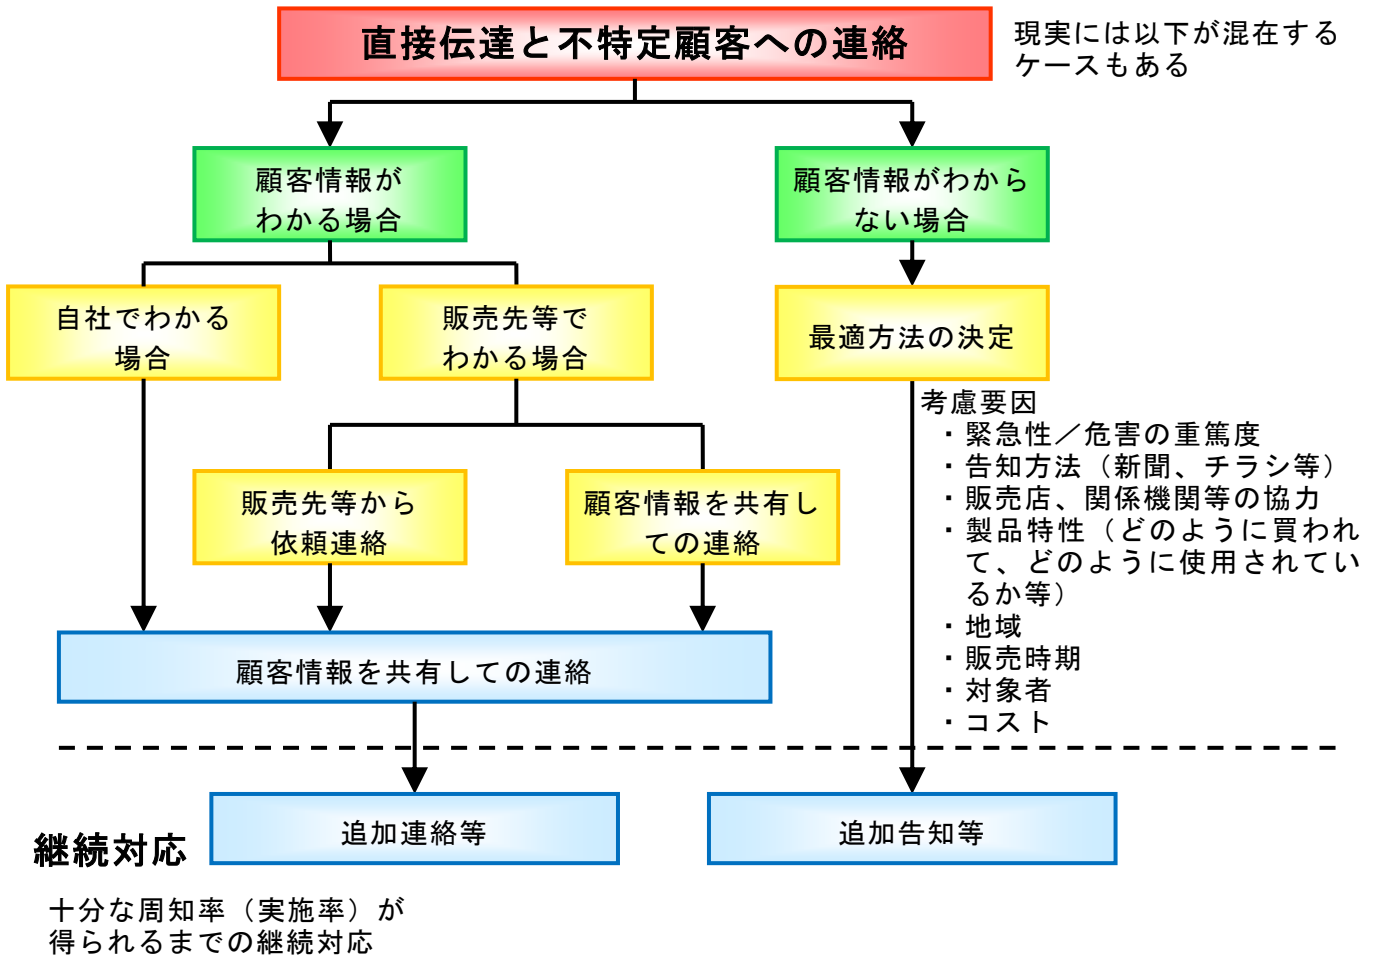 直接伝達と不特定顧客への連絡
現実には以下が混在する
ケースもある
顧客情報が
わかる場合
顧客情報がわから
ない場合
自社でわかる
場合
販売先等で
わかる場合
最適方法の決定
考慮要因
・緊急性／危害の重篤度
・告知方法（新聞、チラシ等）
・販売店、関係機関等の協力
・製品特性（どのように買われ
て、どのように使用されてい
るか等）
・地域
・販売時期
・対象者
・コスト
販売先等から
依頼連絡
顧客情報を共有し
ての連絡
顧客情報を共有しての連絡
継続対応
追加連絡等
追加告知等
十分な周知率（実施率）が
得られるまでの継続対応